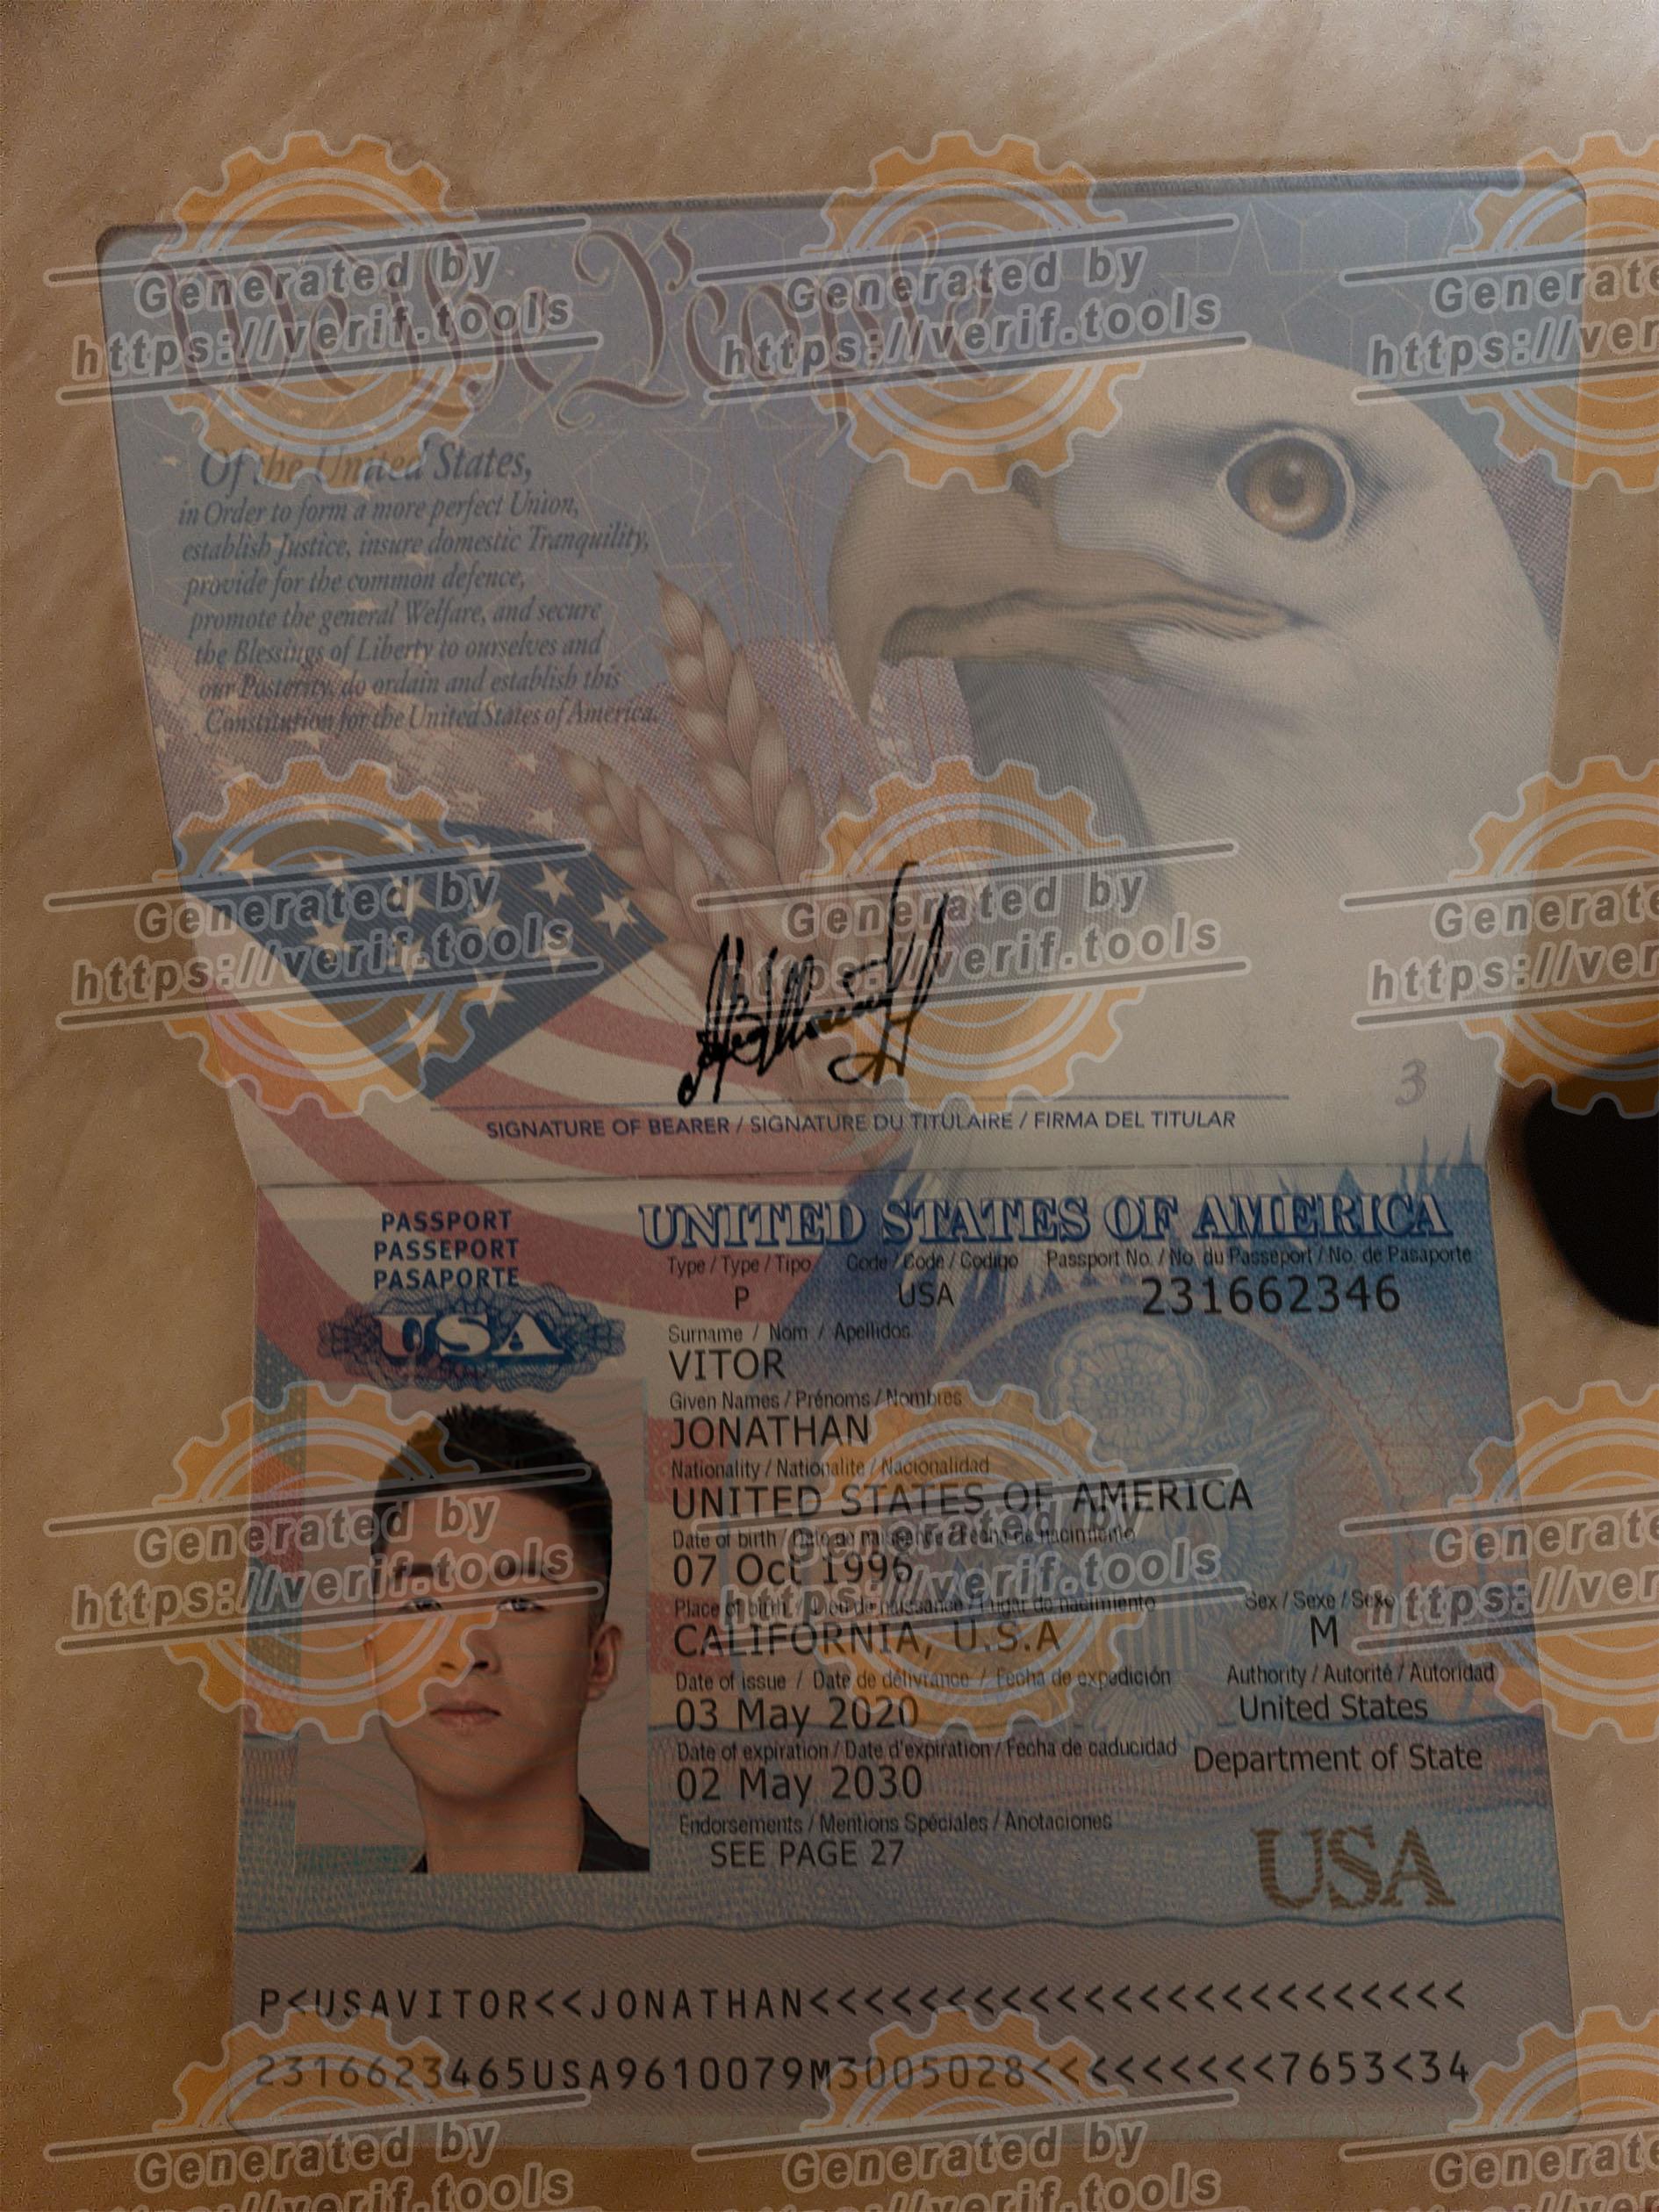 We the People
Of the United States,
in Order to form a more perfect Union,
establish Justice, insure domestic Tranquility,
provide for the common defence,
promote the general Welfare, and secure
the Blessings of Liberty to ourselves and
our Posterity, do ordain and establish this
Constitution for the United States of America.
3
SIGNATURE OF BEARER / SIGNATURE DU TITULAIRE / FIRMA DEL TITULAR
PASSPORT
PASSEPORT
PASAPORTE
USA
UNITED STATES OF AMERICA
Type / Type / Tipo Code / Code / Codigo Passport No. / No. du Passeport / No. de Pasaporte
P USA 231662346
Surname / Nom / Apellidos
VITOR
Given Names / Prénoms / Nombres
JONATHAN
Nationality / Nationalite / Nacionalidad
UNITED STATES OF AMERICA
Date of birth / Date de naissance / Fecha de nacimiento
07 Oct 1996
Place of birth / Lieu de naissance / Lugar de nacimiento Sex / Sexe / Sexo
CALIFORNIA, U.S.A M
Date of issue / Date de délivrance / Fecha de expedición Authority / Autorité / Autoridad
03 May 2020 United States
Date of expiration / Date d'expiration / Fecha de caducidad Department of State
02 May 2030
Endorsements / Mentions Spéciales / Anotaciones
SEE PAGE 27
USA
P<USAVITOR<<JONATHAN<<<<<<<<<<<<<<<<<<<<<<<<
2316623465USA9610079M3005028<<<<<<<<<<7653<34
Generated by
https://verif.tools
Generated by
https://verif.tools
Generated by
https://verif.tools
Generated by
https://verif.tools
Generated by
https://verif.tools
Generated by
https://verif.tools
Generated by
https://verif.tools
Generated by
https://verif.tools